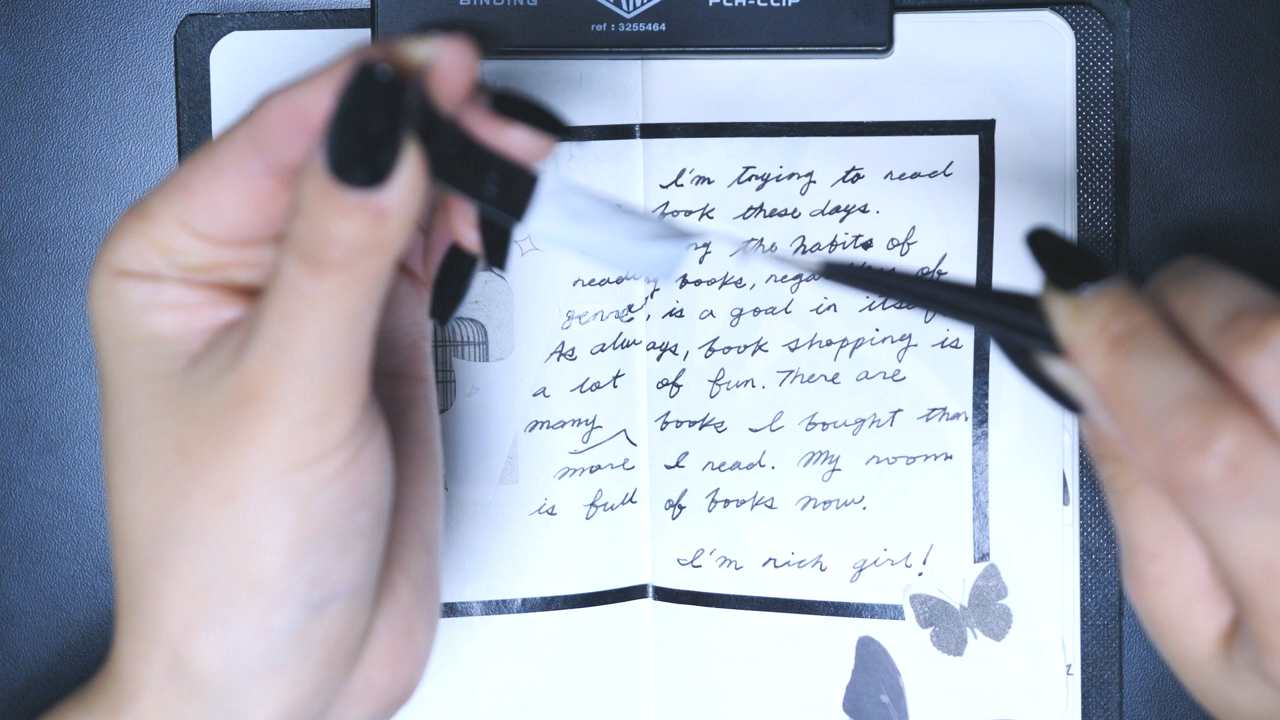 BINDING
PCH-CLIP
ref : 3255464
I'm trying to read
book these days.
the habits of
reading books, of
genre, is a goal in
As always, book shopping is
a lot of fun. There are
many books I bought than
more I read. My room
is full of books now.
I'm rich girl!